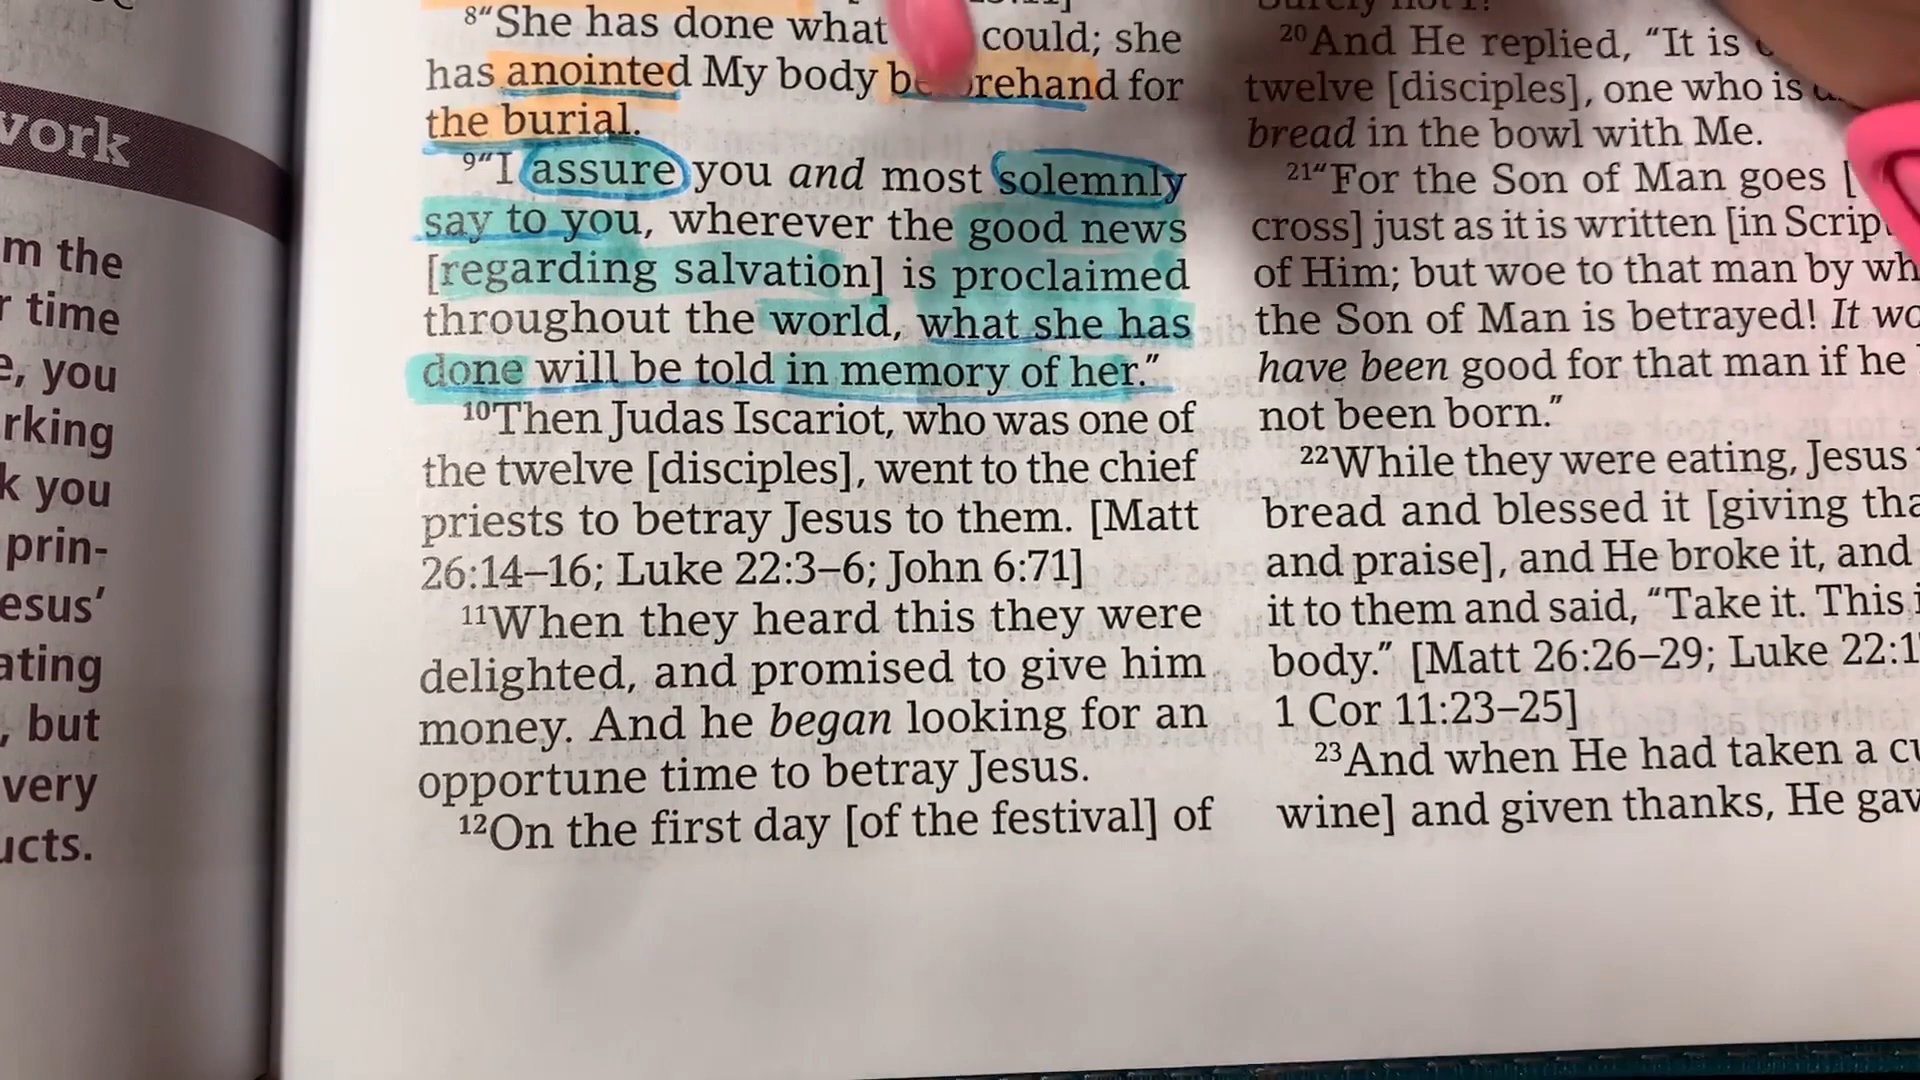 work
m the
time
, you
rking
k you
prin-
esus’
ating
, but
very
ucts.
8“She has done what could; she
has anointed My body beforehand for
the burial.
9“I assure you and most solemnly
say to you, wherever the good news
[regarding salvation] is proclaimed
throughout the world, what she has
done will be told in memory of her.”
10Then Judas Iscariot, who was one of
the twelve [disciples], went to the chief
priests to betray Jesus to them. [Matt
26:14–16; Luke 22:3–6; John 6:71]
11When they heard this they were
delighted, and promised to give him
money. And he began looking for an
opportune time to betray Jesus.
12On the first day [of the festival] of
20And He replied, “It is
twelve [disciples], one who is
bread in the bowl with Me.
21“For the Son of Man goes [
cross] just as it is written [in Scrip
of Him; but woe to that man by wh
the Son of Man is betrayed! It wo
have been good for that man if he
not been born.”
22While they were eating, Jesus
bread and blessed it [giving tha
and praise], and He broke it, and
it to them and said, “Take it. This i
body.” [Matt 26:26–29; Luke 22:1
1 Cor 11:23–25]
23And when He had taken a cu
wine] and given thanks, He gav